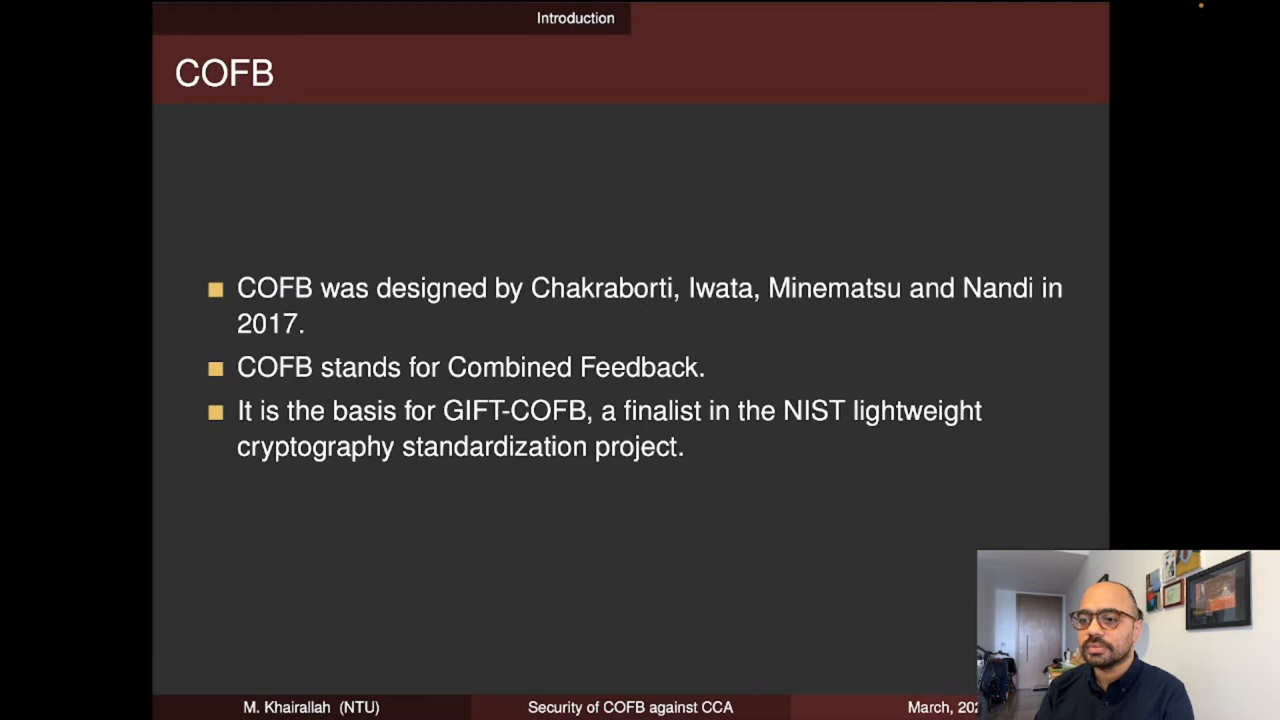 Introduction
COFB
COFB was designed by Chakraborti, Iwata, Minematsu and Nandi in
2017.
COFB stands for Combined Feedback.
It is the basis for GIFT-COFB, a finalist in the NIST lightweight
cryptography standardization project.
M. Khairallah (NTU)
Security of COFB against CCA
March,